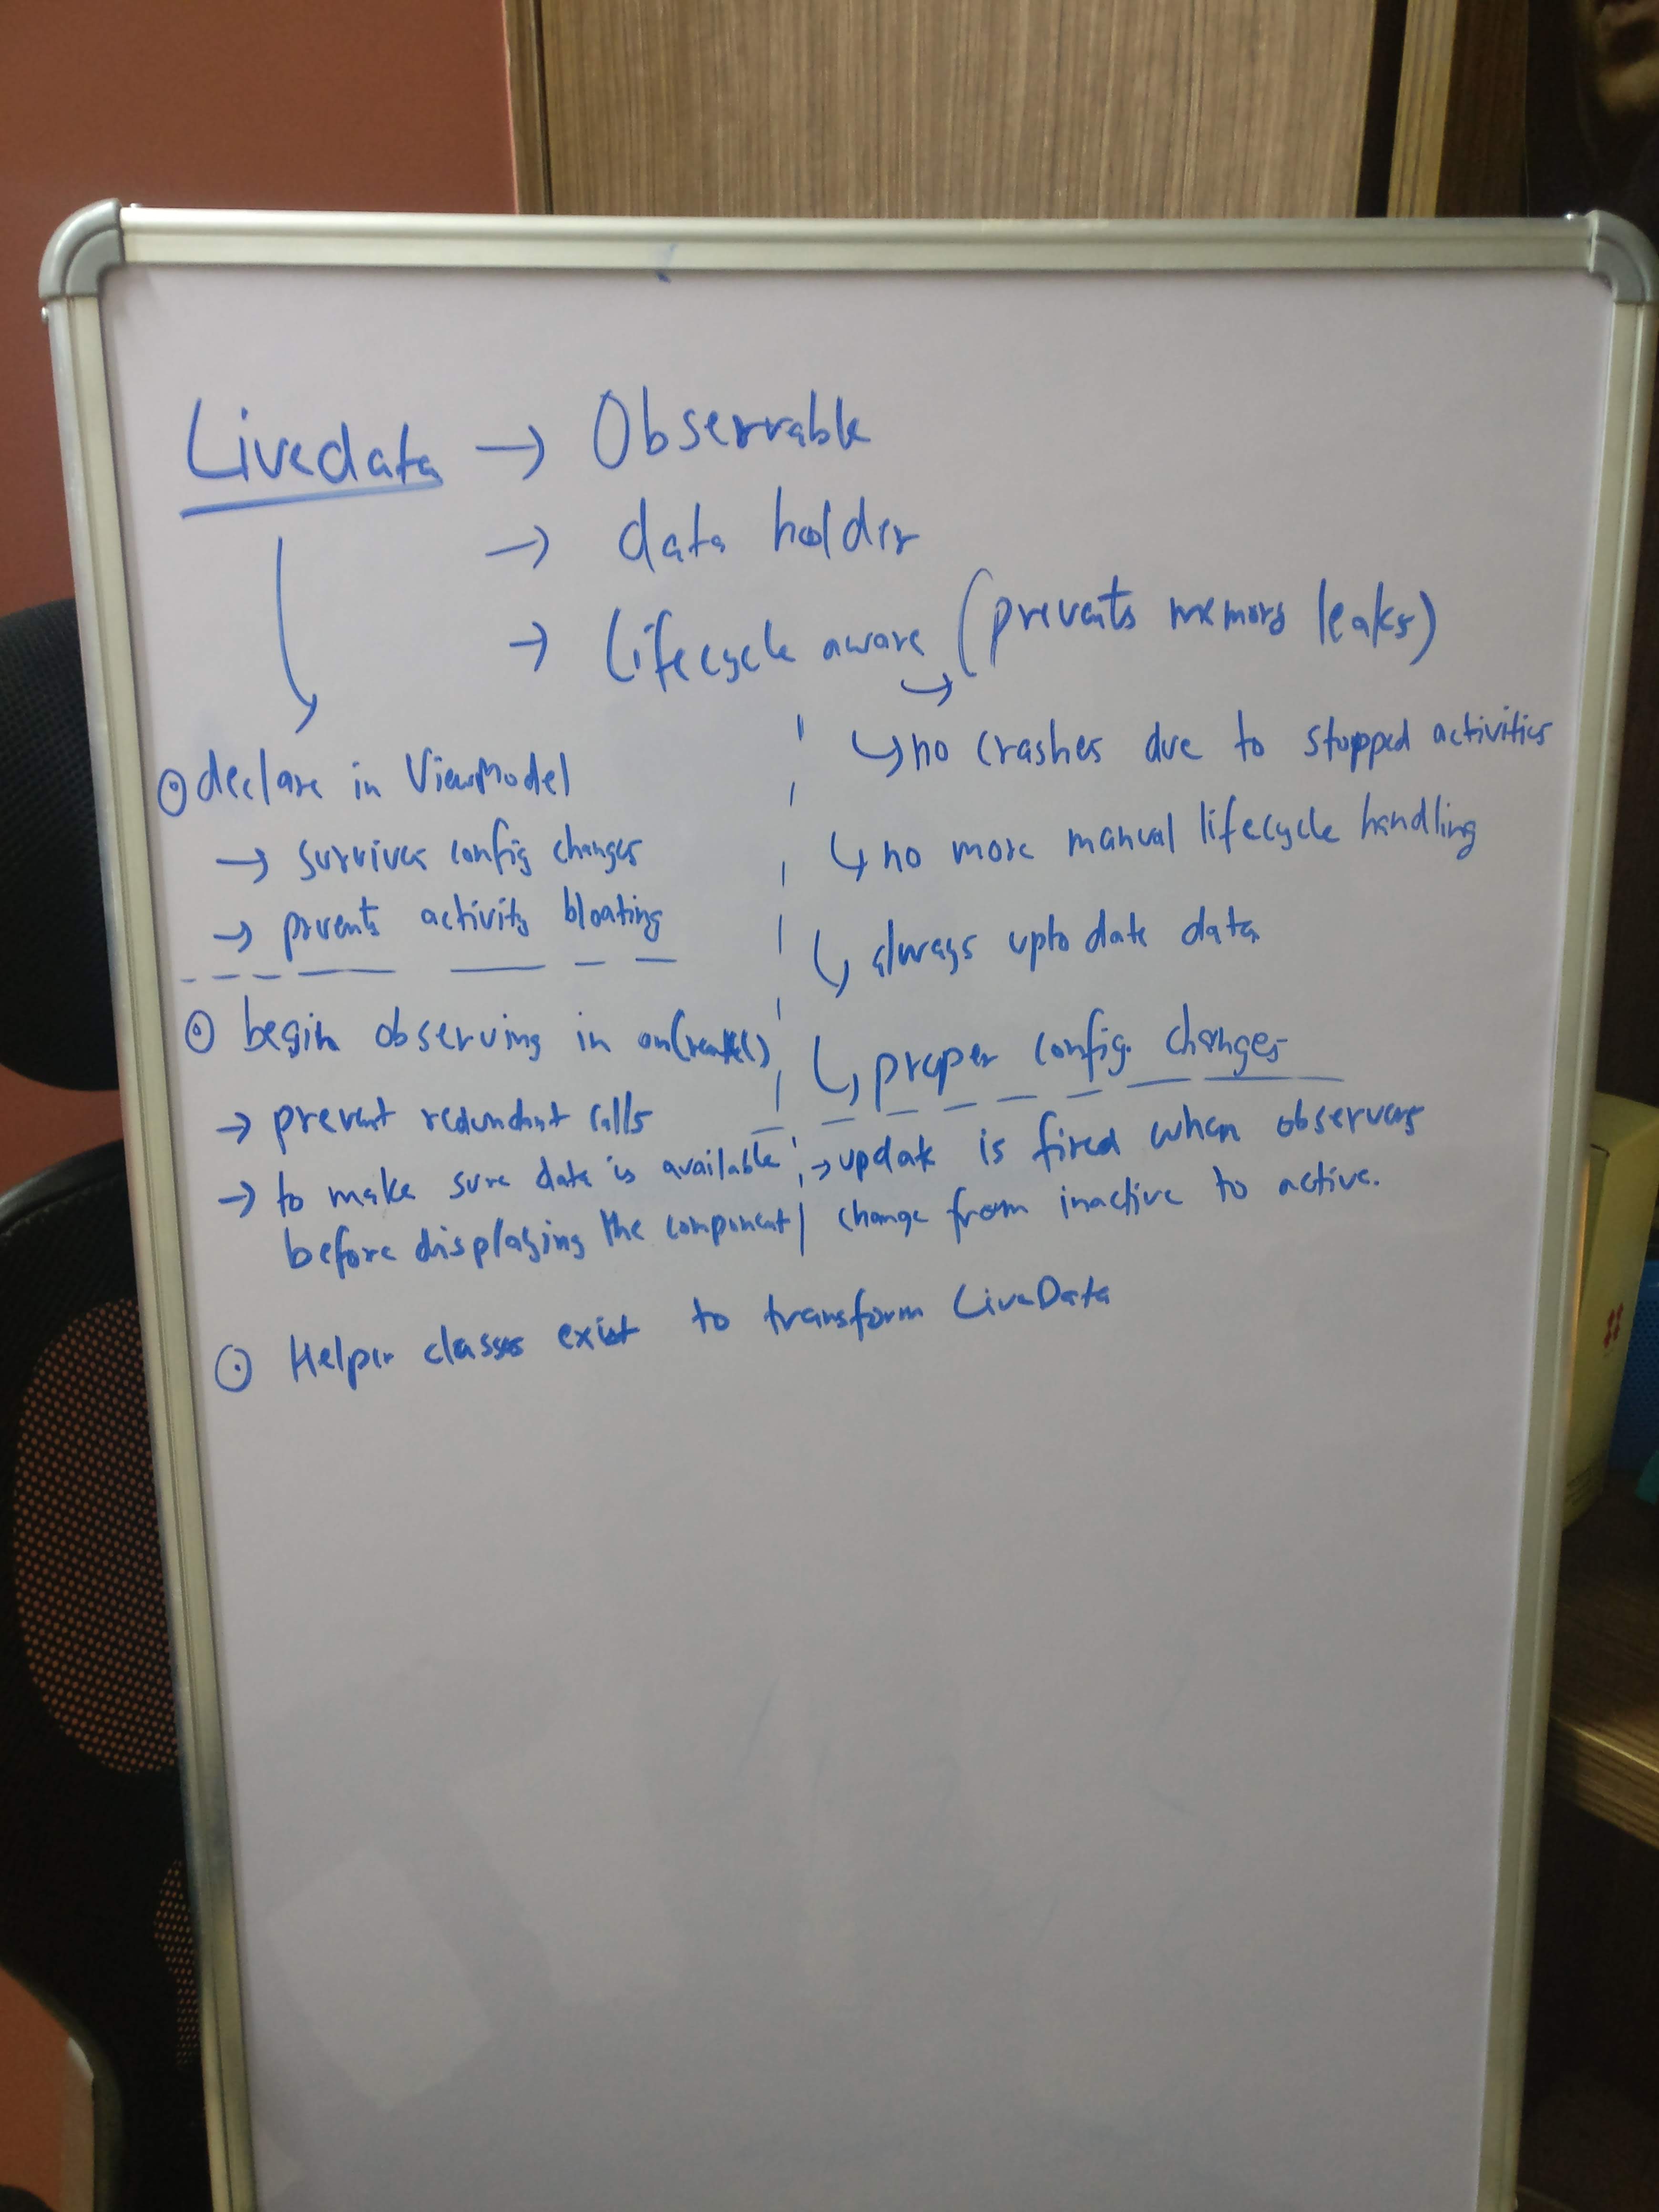 Livedata → Observable
→ data holder
→ Lifecycle aware (prevents memory leaks)
↳ no crashes due to stopped activities
↳ no more manual lifecycle handling
↳ always upto date data
↳ proper config. changes
⊙ declare in ViewModel
→ survives config changes
→ prvents activity bloating
⊙ begin observing in onCreate()
→ prevent redundant calls
→ to make sure data is available
before displaying the component
→ update is fired when observers
change from inactive to active.
⊙ Helper classes exist to transform LiveData